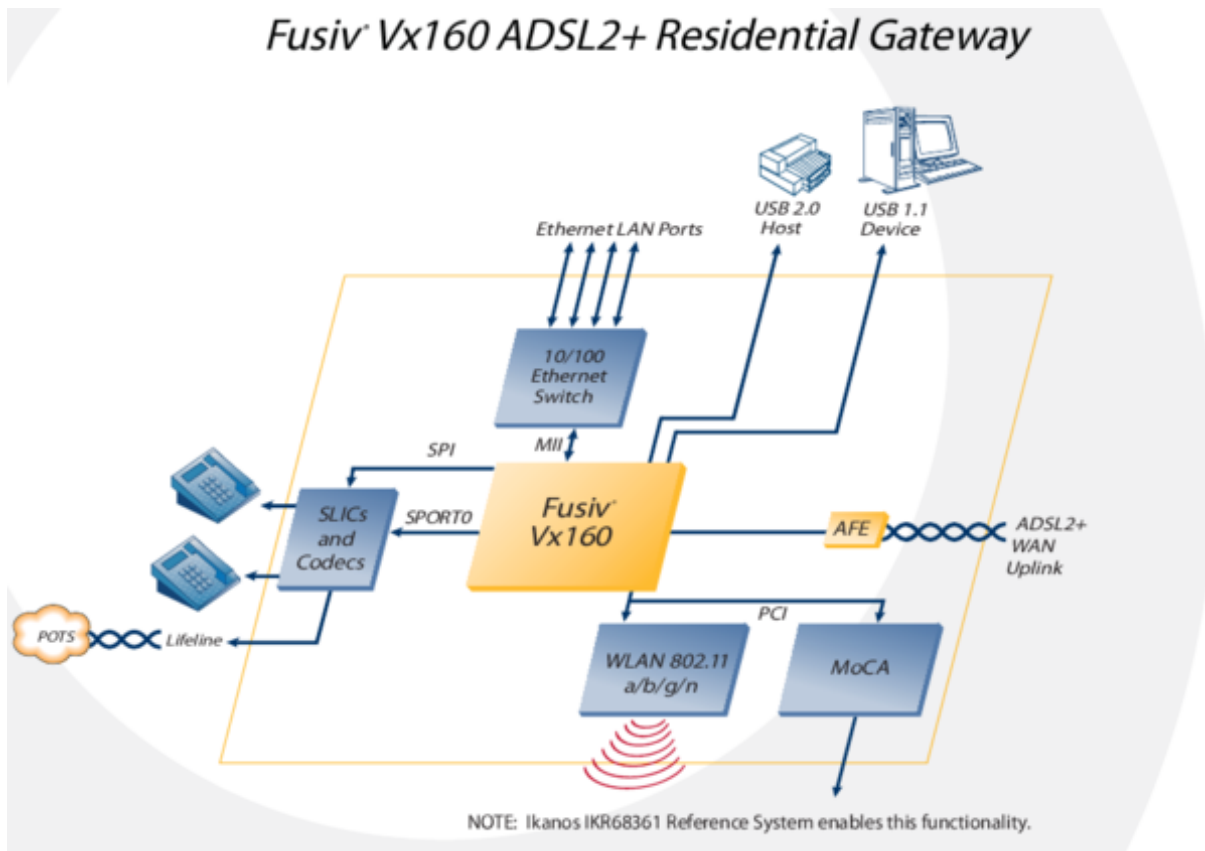 Fusiv® Vx160 ADSL2+ Residential Gateway
USB 2.0
Host
USB 1.1
Device
Ethernet LAN Ports
10/100
Ethernet
Switch
MII
SPI
SLICs
and
Codecs
SPORT0
Fusiv®
Vx160
AFE
ADSL2+
WAN
Uplink
POTS
Lifeline
PCI
WLAN 802.11
a/b/g/n
MoCA
NOTE: Ikanos IKR68361 Reference System enables this functionality.